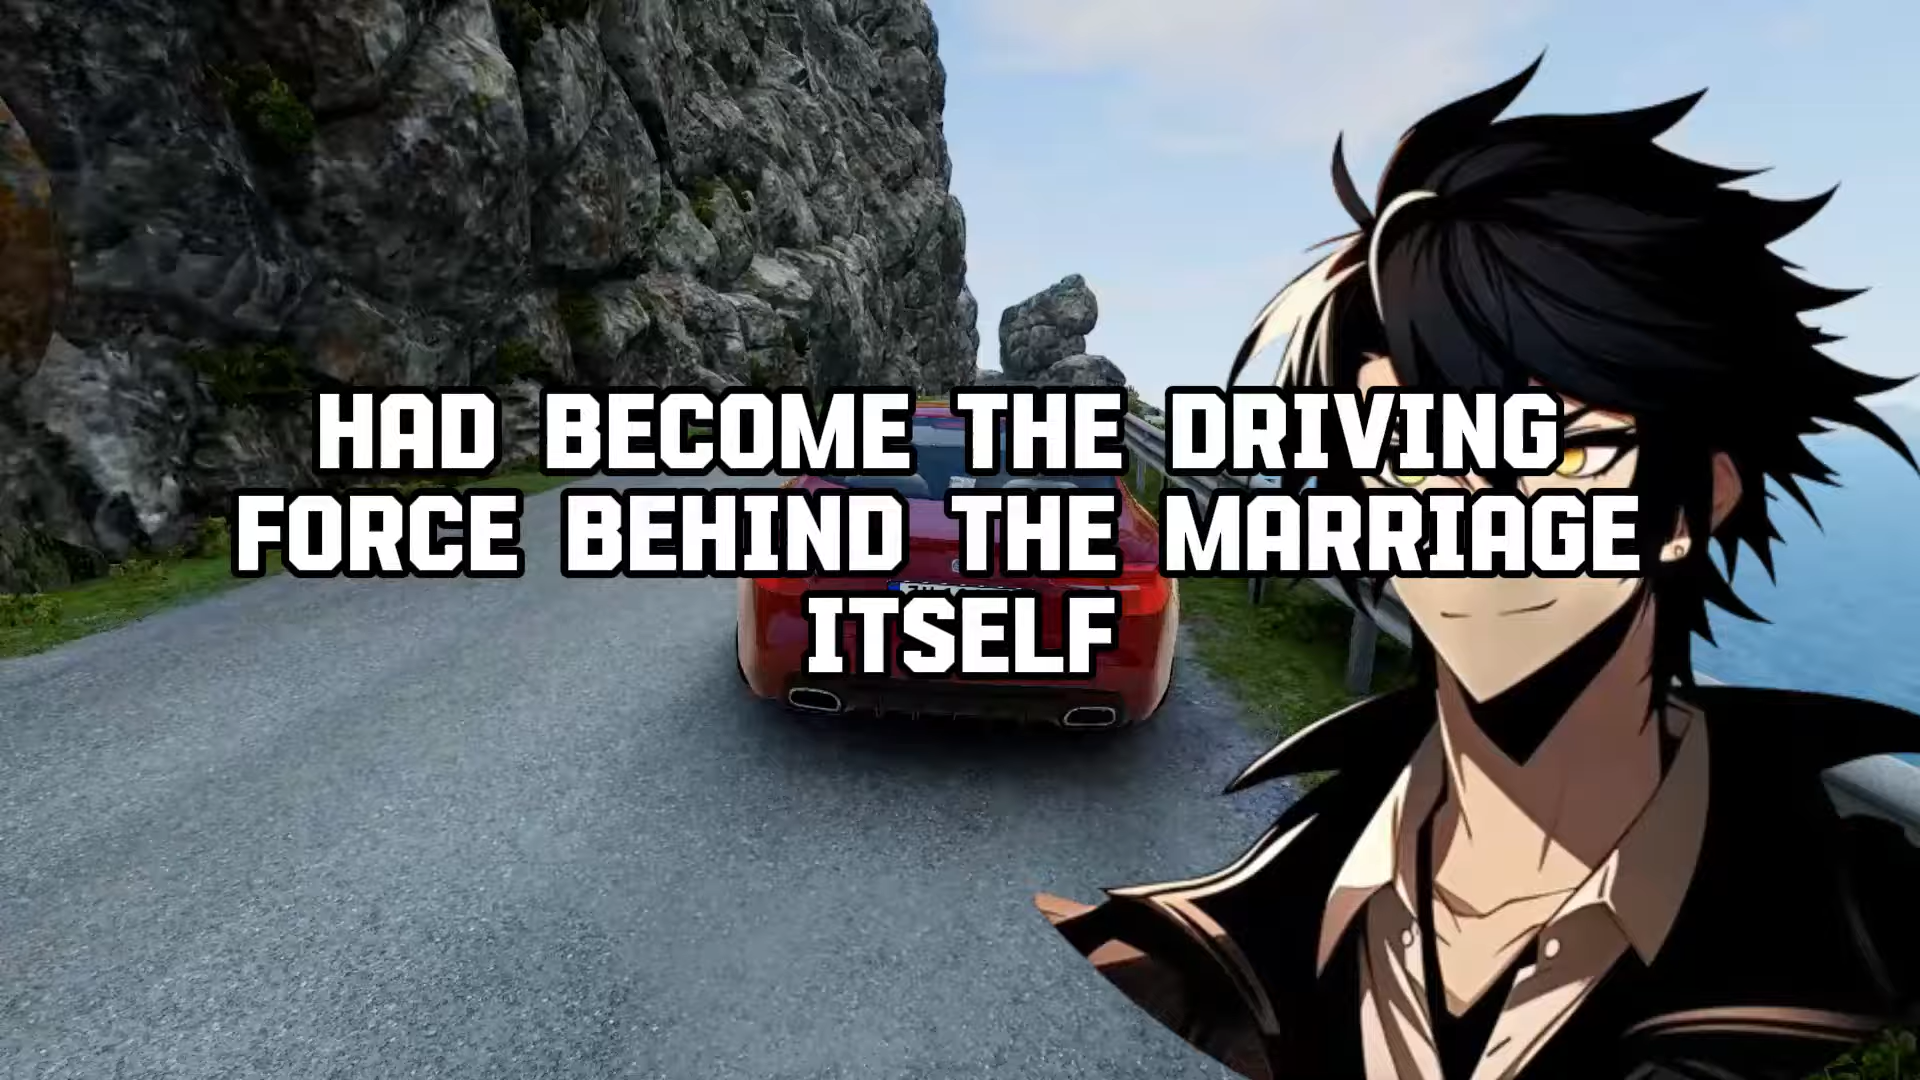 HAD BECOME THE DRIVING
FORCE BEHIND THE MARRIAGE
ITSELF